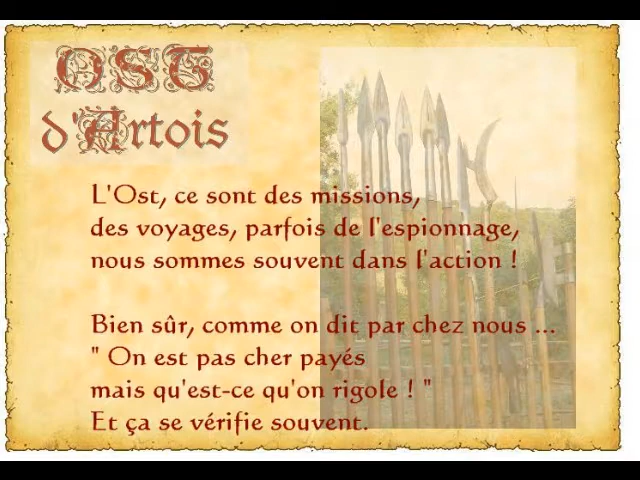 OST
d'Artois
L'Ost, ce sont des missions,
des voyages, parfois de l'espionnage,
nous sommes souvent dans l'action !
Bien sûr, comme on dit par chez nous ...
" On est pas cher payés
mais qu'est-ce qu'on rigole ! "
Et ça se vérifie souvent.